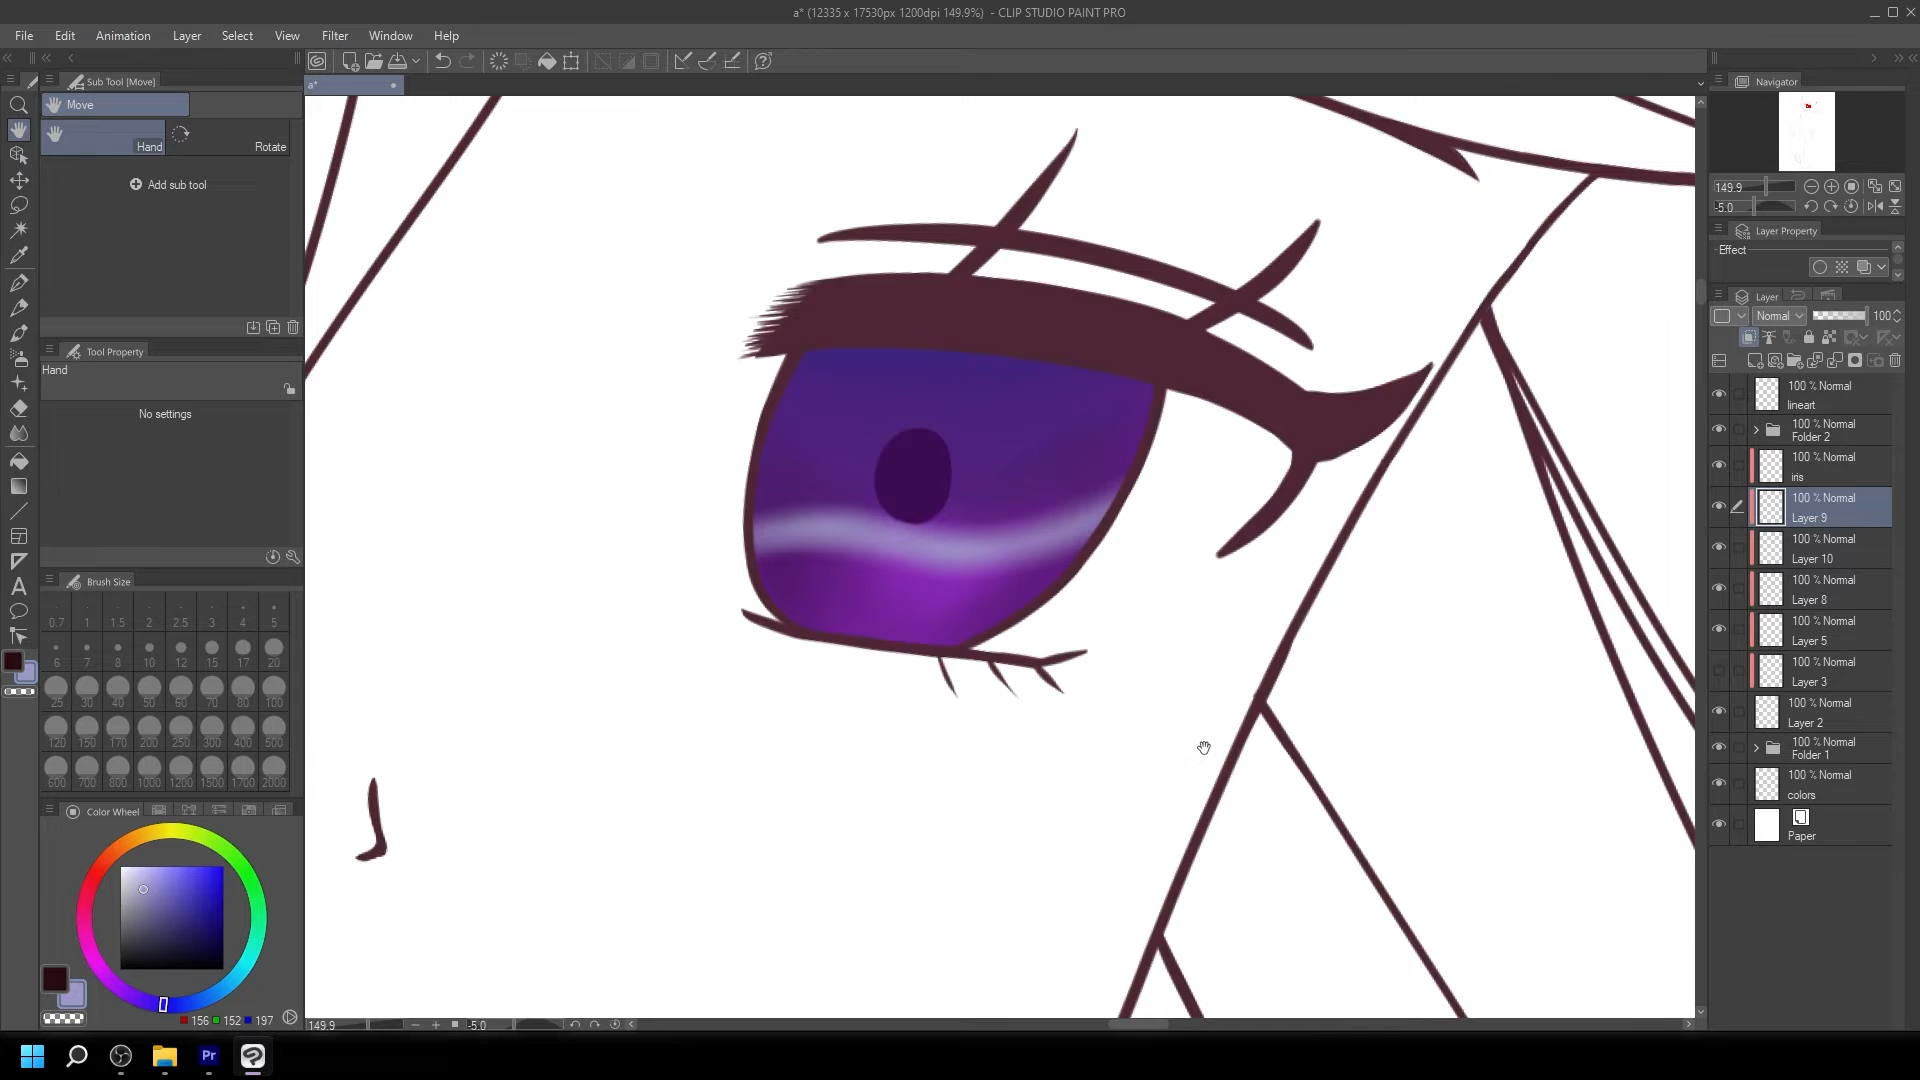 a* (12335 x 17530px 1200dpi 149.9%) - CLIP STUDIO PAINT PRO
File Edit Animation Layer Select View Filter Window Help
Sub Tool [Move]
Move
Hand
Rotate
Add sub tool
Tool Property
Hand
No settings
Brush Size
0.7 1 1.5 2 2.5 3 4 5
6 7 8 10 12 15 17 20
25 30 40 50 60 70 80 100
120 150 170 200 250 300 400 500
600 700 800 1000 1200 1500 1700 2000
Color Wheel
156 152 197
a*
149.9
-5.0
Navigator
149.9
-5.0
Layer Property
Effect
Layer
Normal 100
100 % Normal
lineart
100 % Normal
Folder 2
100 % Normal
iris
100 % Normal
Layer 9
100 % Normal
Layer 10
100 % Normal
Layer 8
100 % Normal
Layer 5
100 % Normal
Layer 3
100 % Normal
Layer 2
100 % Normal
Folder 1
100 % Normal
colors
Paper
A
Pr